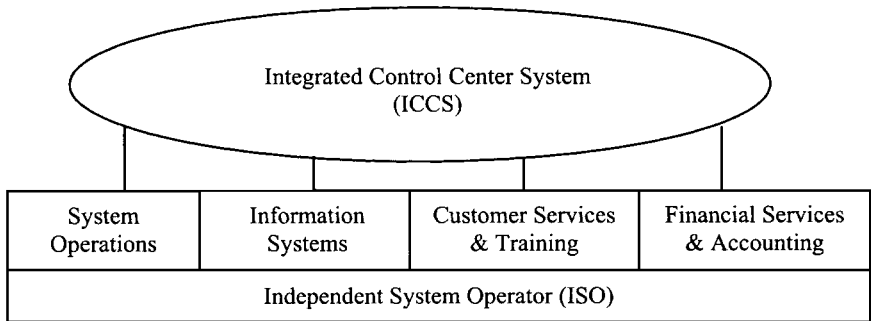 Integrated Control Center System
(ICCS)
System
Operations
Information
Systems
Customer Services
& Training
Financial Services
& Accounting
Independent System Operator (ISO)